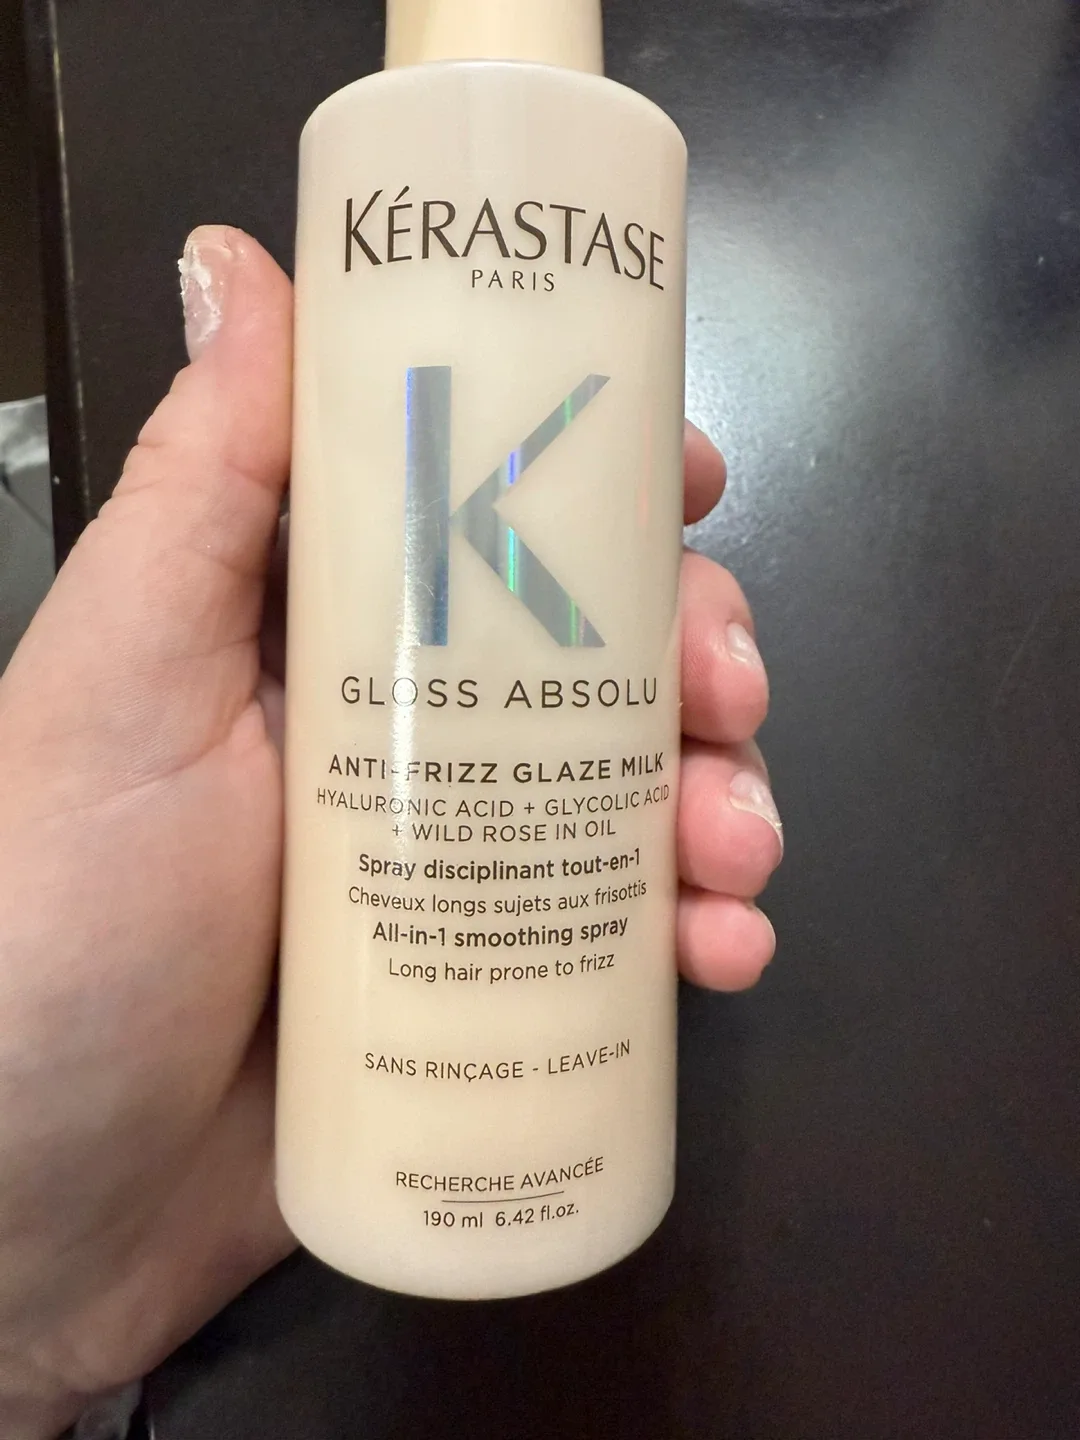 KÉRASTASE
PARIS
K
GLOSS ABSOLU
ANTI-FRIZZ GLAZE MILK
HYALURONIC ACID + GLYCOLIC ACID
+ WILD ROSE IN OIL
Spray disciplinant tout-en-1
Cheveux longs sujets aux frisottis
All-in-1 smoothing spray
Long hair prone to frizz
SANS RINÇAGE - LEAVE-IN
RECHERCHE AVANCÉE
190 ml 6.42 fl.oz.